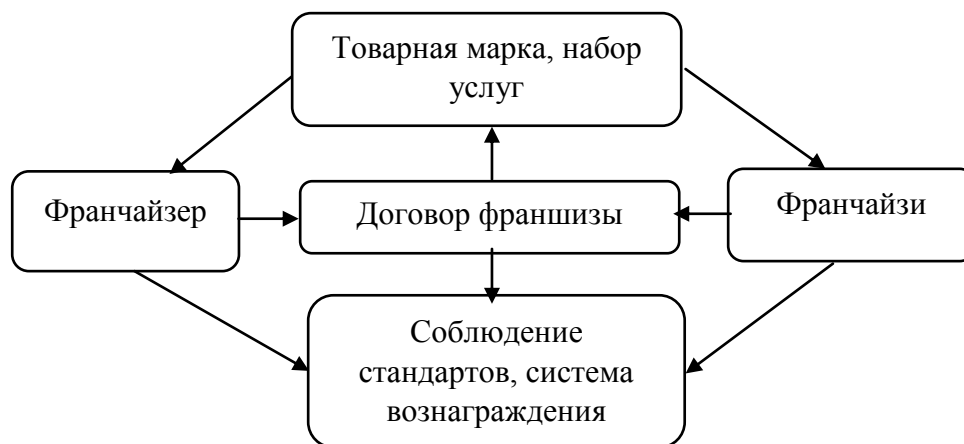 Товарная марка, набор
услуг
Франчайзер
Договор франшизы
Франчайзи
Соблюдение
стандартов, система
вознаграждения